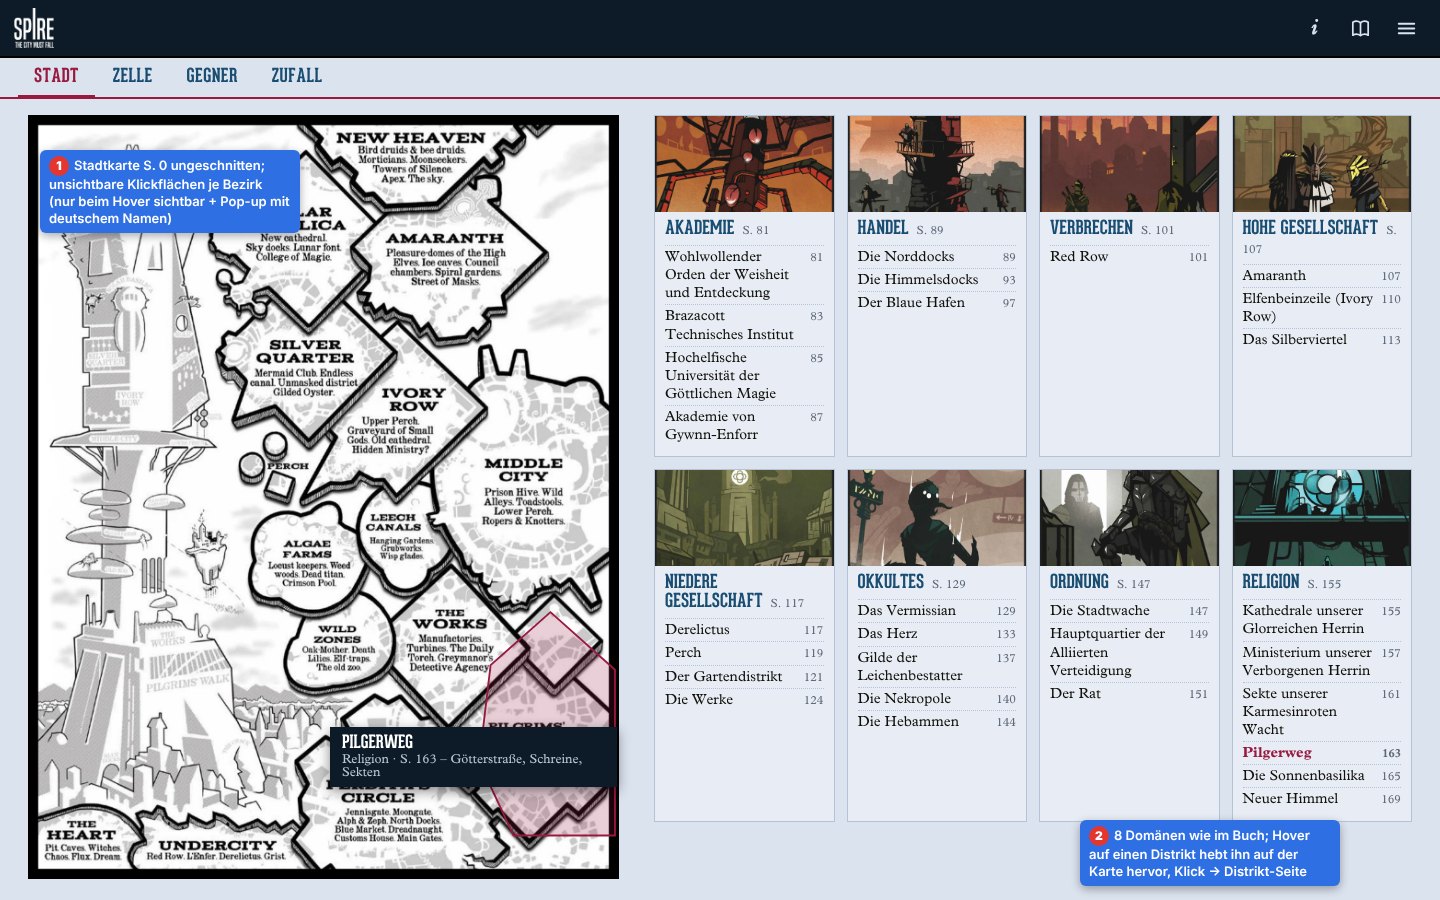 SPIRE
THE CITY MUST FALL
i
STADT
ZELLE
GEGNER
ZUFALL
1 Stadtkarte S. 0 ungeschnitten;
unsichtbare Klickflächen je Bezirk
(nur beim Hover sichtbar + Pop-up mit
deutschem Namen)
NEW HEAVEN
Bird druids & bee druids.
Morticians. Moonseekers.
Towers of Silence.
Apex. The sky.
New cathedral.
Sky docks. Lunar font.
College of Magic.
AMARANTH
Pleasure-domes of the High
Elves. Ice caves. Council
chambers. Spiral gardens.
Street of Masks.
SILVER
QUARTER
Mermaid Club. Endless
canal. Unmasked district.
Gilded Oyster.
IVORY
ROW
Upper Perch.
Graveyard of Small
Gods. Old cathedral.
Hidden Ministry?
IVORY
ROW
MIDDLE CITY
PERCH
MIDDLE
CITY
Prison Hive. Wild
Alleys. Toadstools.
Lower Perch.
Ropers & Knotters.
LEECH
CANALS
Hanging Gardens.
Grubworks.
Wisp glades.
ALGAE
FARMS
Locust keepers. Weed
woods. Dead titan.
Crimson Pool.
WILD
ZONES
Oak-Mother. Death
Lilies. Elf-traps.
The old zoo.
THE
WORKS
Manufactories.
Turbines. The Daily
Torch. Greymanor's
Detective Agency.
THE
WORKS
PILGRIMS' WALK
PILGRIMS'
PILGERWEG
Religion · S. 163 – Götterstraße, Schreine,
Sekten
CIRCLE
Jennisgate. Moongate.
Alph & Zeph. North Docks.
Blue Market. Dreadnaught.
Customs House. Main Gates.
THE
HEART
Pit Caves. Witches.
Chaos. Flux. Dream.
UNDERCITY
Red Row. L'Enfer. Derelictus. Grist.
AKADEMIE S. 81
Wohlwollender 81
Orden der Weisheit
und Entdeckung
Brazacott 83
Technisches Institut
Hochelfische 85
Universität der
Göttlichen Magie
Akademie von 87
Gywnn-Enforr
HANDEL S. 89
Die Norddocks 89
Die Himmelsdocks 93
Der Blaue Hafen 97
VERBRECHEN S. 101
Red Row 101
HOHE GESELLSCHAFT S.
107
Amaranth 107
Elfenbeinzeile (Ivory 110
Row)
Das Silberviertel 113
NIEDERE
GESELLSCHAFT S. 117
Derelictus 117
Perch 119
Der Gartendistrikt 121
Die Werke 124
OKKULTES S. 129
Das Vermissian 129
Das Herz 133
Gilde der 137
Leichenbestatter
Die Nekropole 140
Die Hebammen 144
ORDNUNG S. 147
Die Stadtwache 147
Hauptquartier der 149
Alliierten
Verteidigung
Der Rat 151
RELIGION S. 155
Kathedrale unserer 155
Glorreichen Herrin
Ministerium unserer 157
Verborgenen Herrin
Sekte unserer 161
Karmesinroten
Wacht
Pilgerweg 163
Die Sonnenbasilika 165
Neuer Himmel 169
2 8 Domänen wie im Buch; Hover
auf einen Distrikt hebt ihn auf der
Karte hervor, Klick → Distrikt-Seite